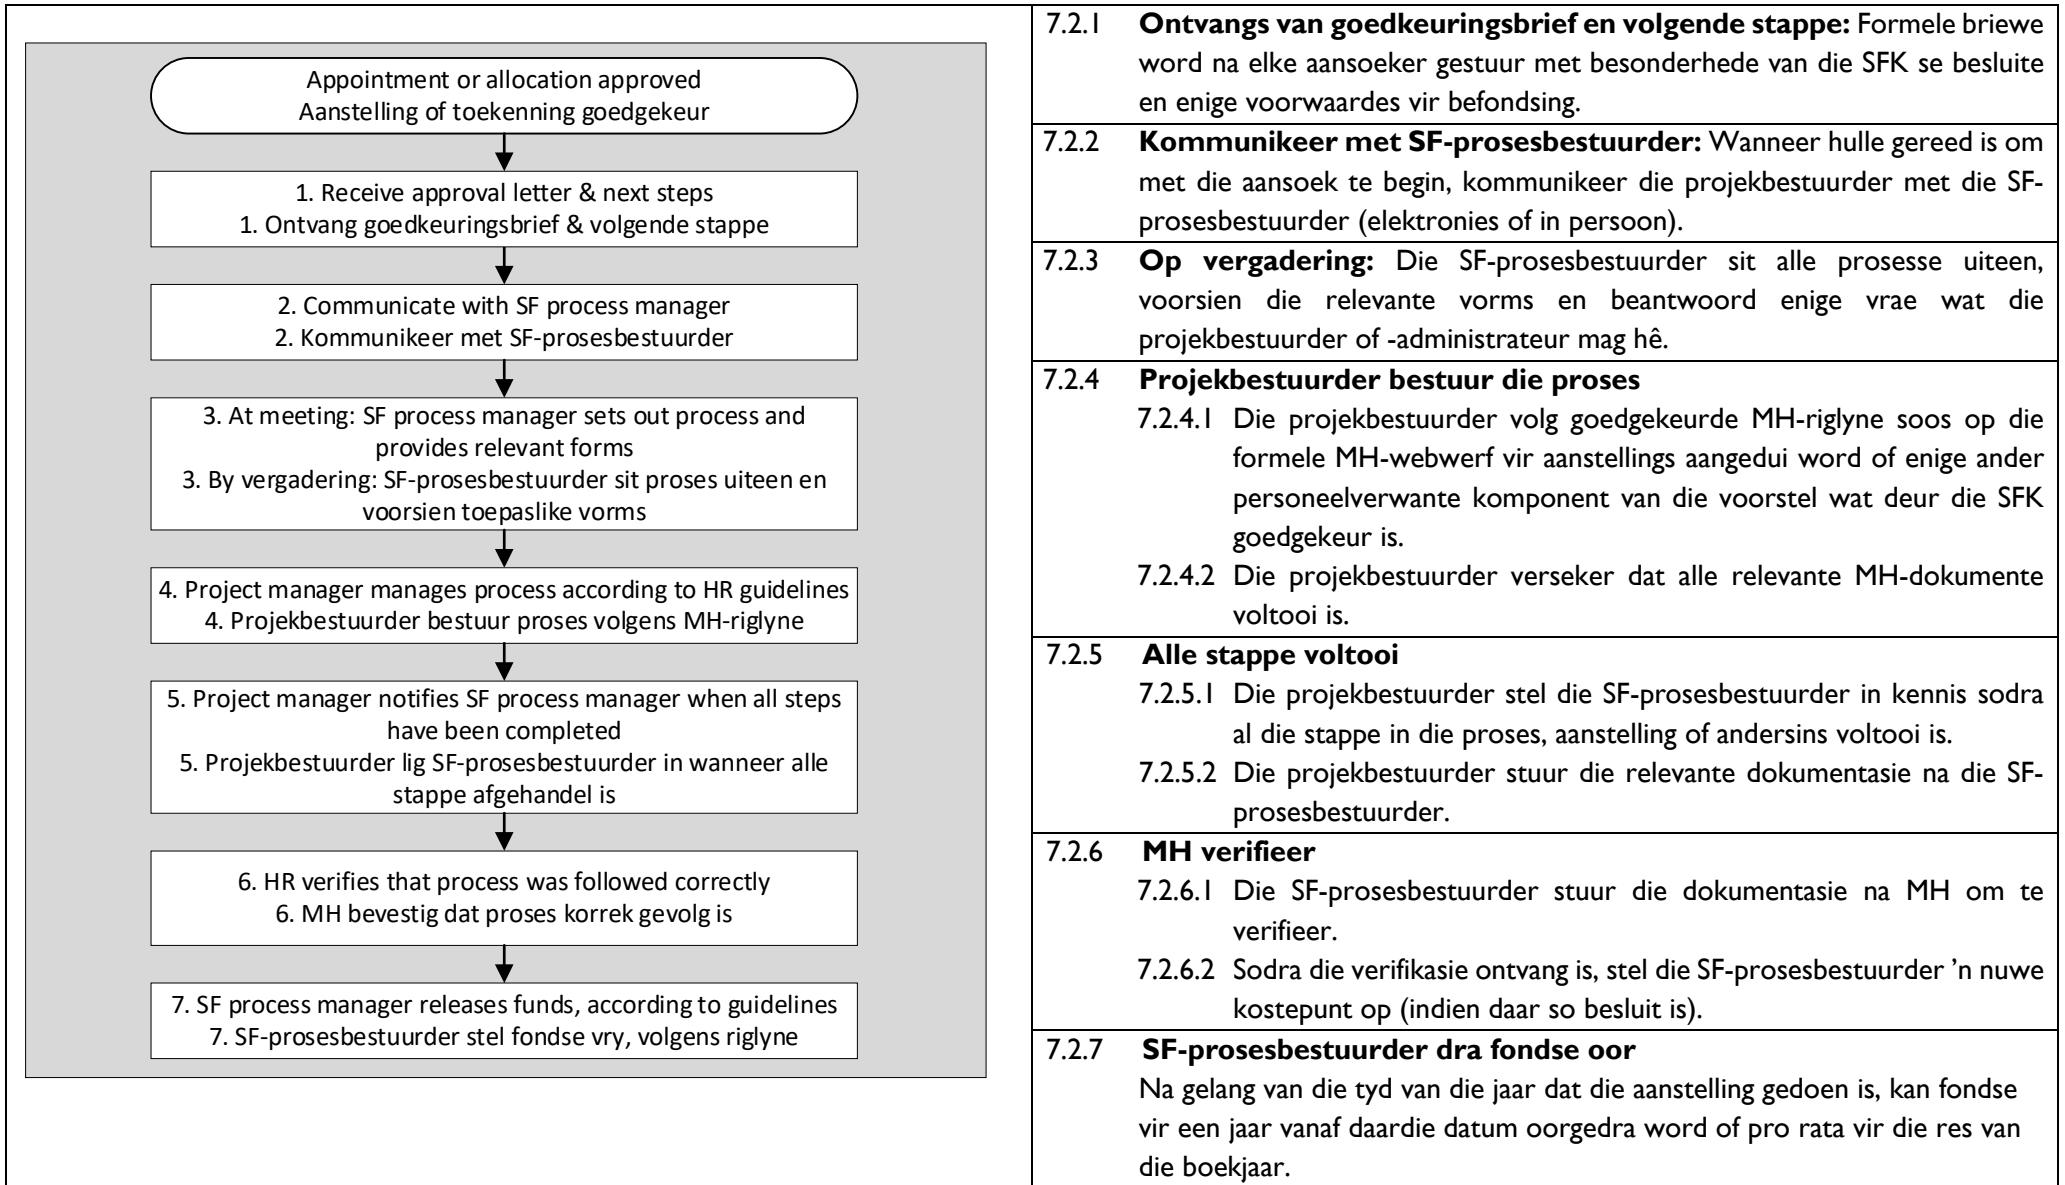 Appointment or allocation approved
Aanstelling of toekenning goedgekeur
1. Receive approval letter & next steps
1. Ontvang goedkeuringsbrief & volgende stappe
2. Communicate with SF process manager
2. Kommunikeer met SF-prosesbestuurder
3. At meeting: SF process manager sets out process and
provides relevant forms
3. By vergadering: SF-prosesbestuurder sit proses uiteen en
voorsien toepaslike vorms
4. Project manager manages process according to HR guidelines
4. Projekbestuurder bestuur proses volgens MH-riglyne
5. Project manager notifies SF process manager when all steps
have been completed
5. Projekbestuurder lig SF-prosesbestuurder in wanneer alle
stappe afgehandel is
6. HR verifies that process was followed correctly
6. MH bevestig dat proses korrek gevolg is
7. SF process manager releases funds, according to guidelines
7. SF-prosesbestuurder stel fondse vry, volgens riglyne
7.2.1 Ontvangs van goedkeuringsbrief en volgende stappe: Formele briewe
word na elke aansoeker gestuur met besonderhede van die SFK se besluite
en enige voorwaardes vir befondsing.
7.2.2 Kommunikeer met SF-prosesbestuurder: Wanneer hulle gereed is om
met die aansoek te begin, kommunikeer die projekbestuurder met die SF-
prosesbestuurder (elektronies of in persoon).
7.2.3 Op vergadering: Die SF-prosesbestuurder sit alle prosesse uiteen,
voorsien die relevante vorms en beantwoord enige vrae wat die
projekbestuurder of -administrateur mag hê.
7.2.4 Projekbestuurder bestuur die proses
7.2.4.1 Die projekbestuurder volg goedgekeurde MH-riglyne soos op die
formele MH-webwerf vir aanstellings aangedui word of enige ander
personeelverwante komponent van die voorstel wat deur die SFK
goedgekeur is.
7.2.4.2 Die projekbestuurder verseker dat alle relevante MH-dokumente
voltooi is.
7.2.5 Alle stappe voltooi
7.2.5.1 Die projekbestuurder stel die SF-prosesbestuurder in kennis sodra
al die stappe in die proses, aanstelling of andersins voltooi is.
7.2.5.2 Die projekbestuurder stuur die relevante dokumentasie na die SF-
prosesbestuurder.
7.2.6 MH verifieer
7.2.6.1 Die SF-prosesbestuurder stuur die dokumentasie na MH om te
verifieer.
7.2.6.2 Sodra die verifikasie ontvang is, stel die SF-prosesbestuurder ’n nuwe
kostepunt op (indien daar so besluit is).
7.2.7 SF-prosesbestuurder dra fondse oor
Na gelang van die tyd van die jaar dat die aanstelling gedoen is, kan fondse
vir een jaar vanaf daardie datum oorgedra word of pro rata vir die res van
die boekjaar.